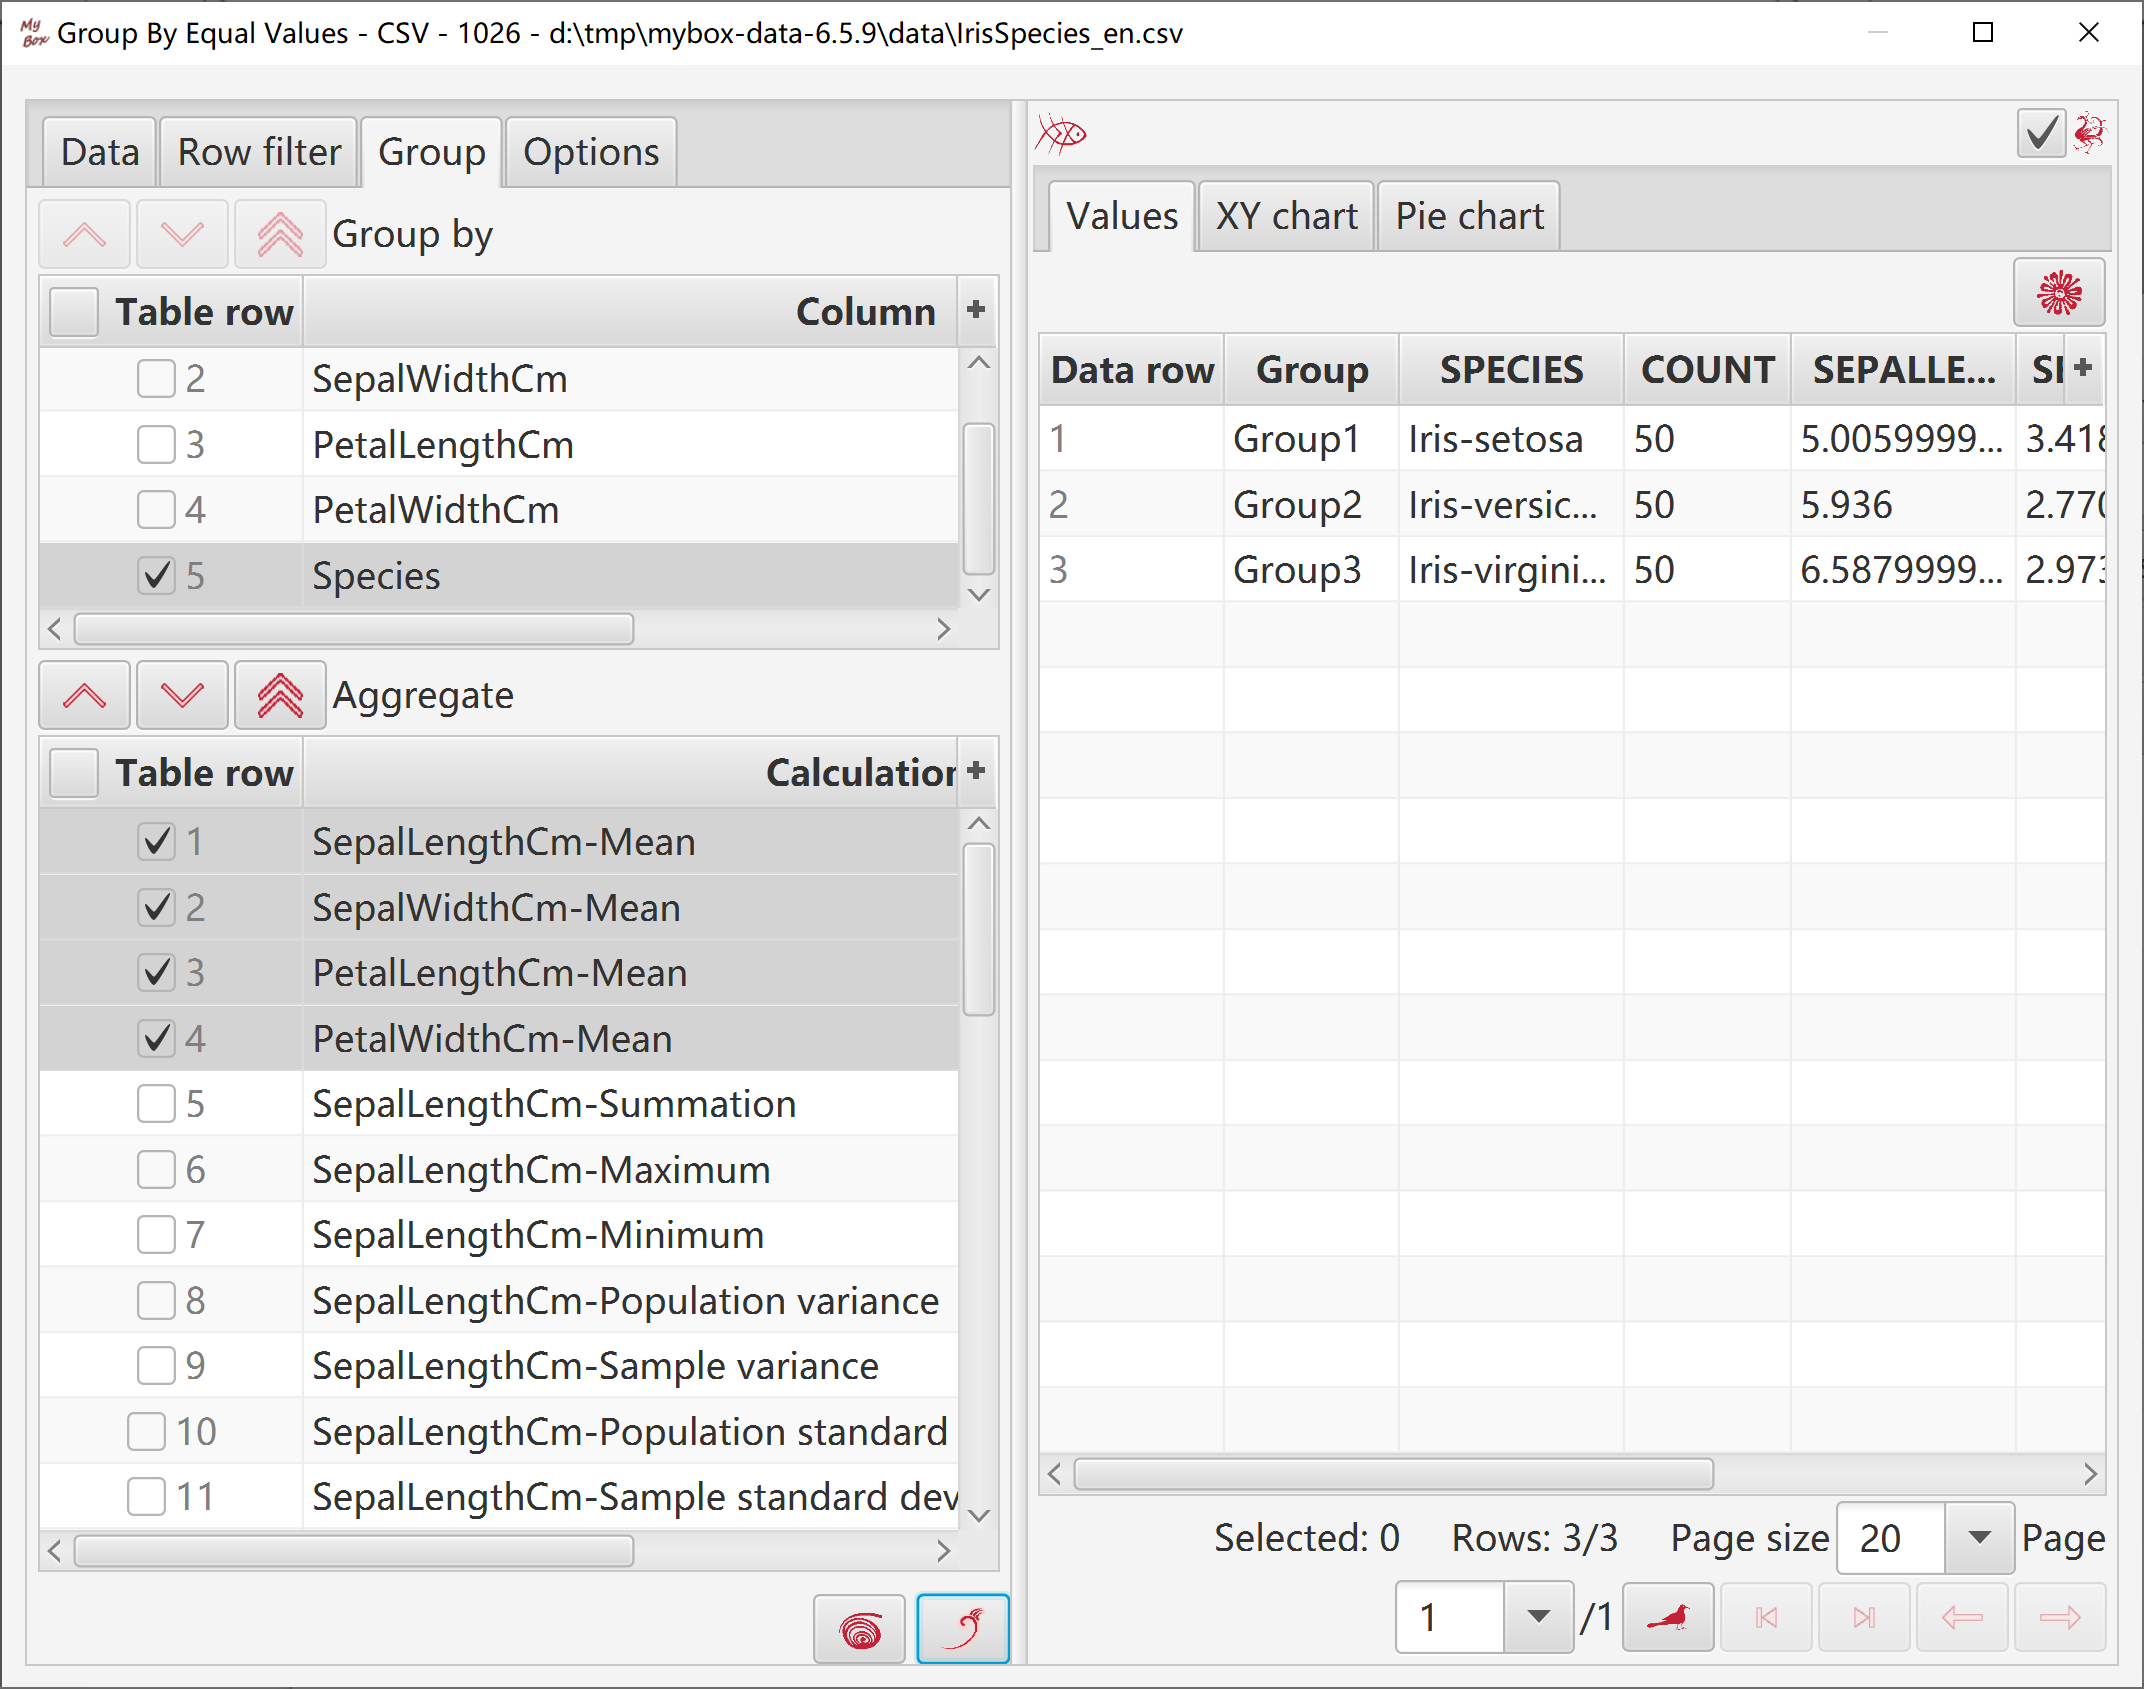 My Box Group By Equal Values - CSV - 1026 - d:\tmp\mybox-data-6.5.9\data\IrisSpecies_en.csv
Data Row filter Group Options
Group by
Table row Column +
2 SepalWidthCm
3 PetalLengthCm
4 PetalWidthCm
5 Species
Aggregate
Table row Calculation +
1 SepalLengthCm-Mean
2 SepalWidthCm-Mean
3 PetalLengthCm-Mean
4 PetalWidthCm-Mean
5 SepalLengthCm-Summation
6 SepalLengthCm-Maximum
7 SepalLengthCm-Minimum
8 SepalLengthCm-Population variance
9 SepalLengthCm-Sample variance
10 SepalLengthCm-Population standard
11 SepalLengthCm-Sample standard dev
Values XY chart Pie chart
Data row Group SPECIES COUNT SEPALLE... SE +
1 Group1 Iris-setosa 50 5.0059999... 3.418
2 Group2 Iris-versic... 50 5.936 2.770
3 Group3 Iris-virgini... 50 6.5879999... 2.973
Selected: 0 Rows: 3/3 Page size 20 Page
1 /1